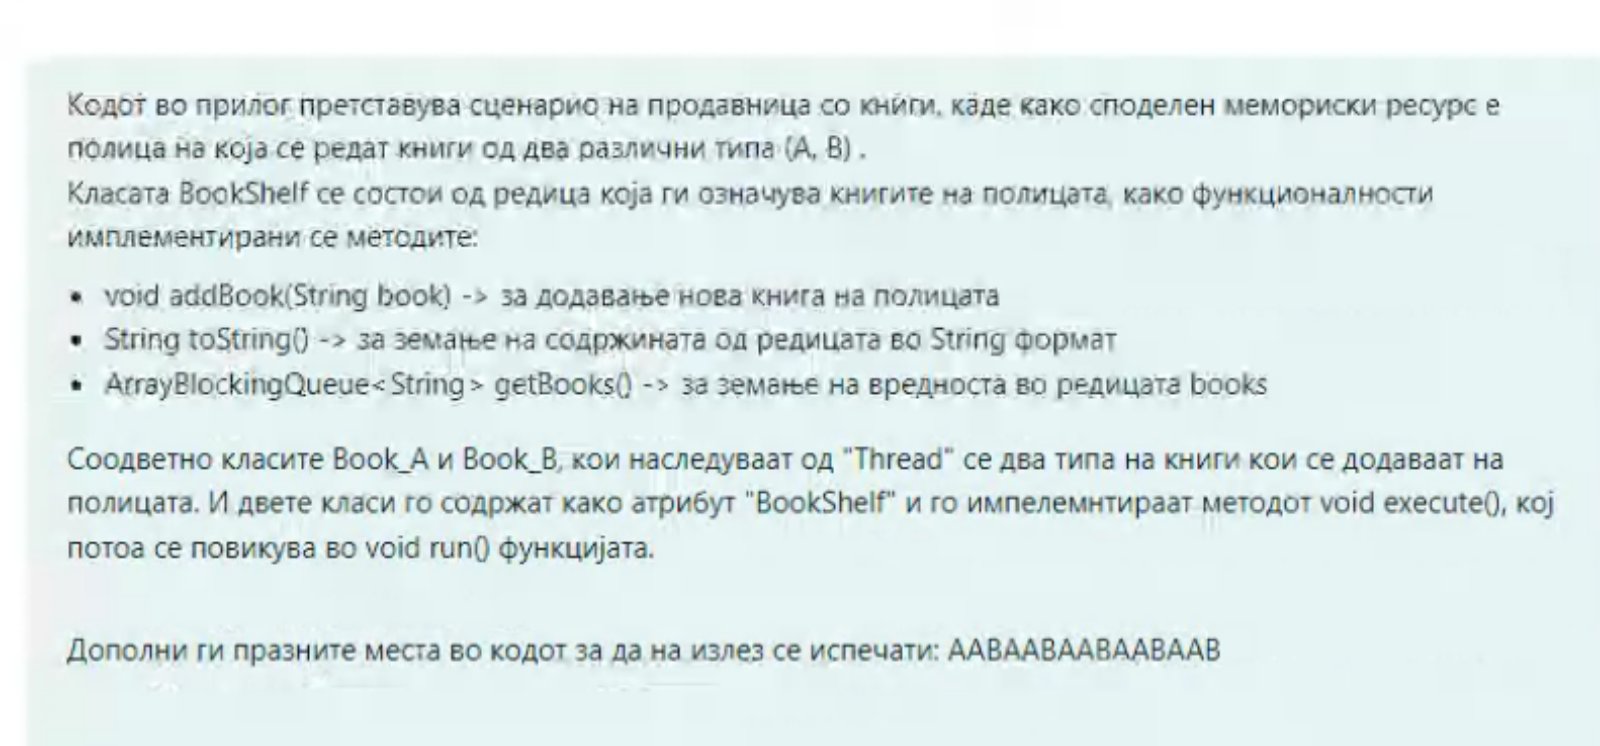 Кодот во прилог претставува сценарио на продавница со книги, каде како споделен мемориски ресурс е
полица на која се редат книги од два различни типа (A, B) .
Класата BookShelf се состои од редица која ги означува книгите на полицата, како функционалности
имплементирани се методите:
• void addBook(String book) -> за додавање нова книга на полицата
• String toString() -> за земање на содржината од редицата во String формат
• ArrayBlockingQueue<String> getBooks() -> за земање на вредноста во редицата books
Соодветно класите Book_A и Book_B, кои наследуваат од "Thread" се два типа на книги кои се додаваат на
полицата. И двете класи го содржат како атрибут "BookShelf" и го импелемнтираат методот void execute(), кој
потоа се повикува во void run() функцијата.
Дополни ги празните места во кодот за да на излез се испечати: AABAABAABAABAAB